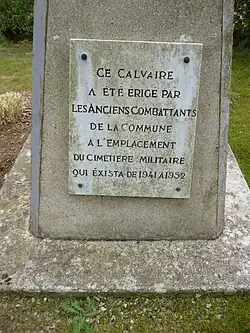 CE CALVAIRE
A ÉTÉ ÉRIGÉ PAR
LES ANCIENS COMBATTANTS
DE LA COMMUNE
A L'EMPLACEMENT
DU CIMETIÈRE MILITAIRE
QUI EXISTA DE 1941 A 1952